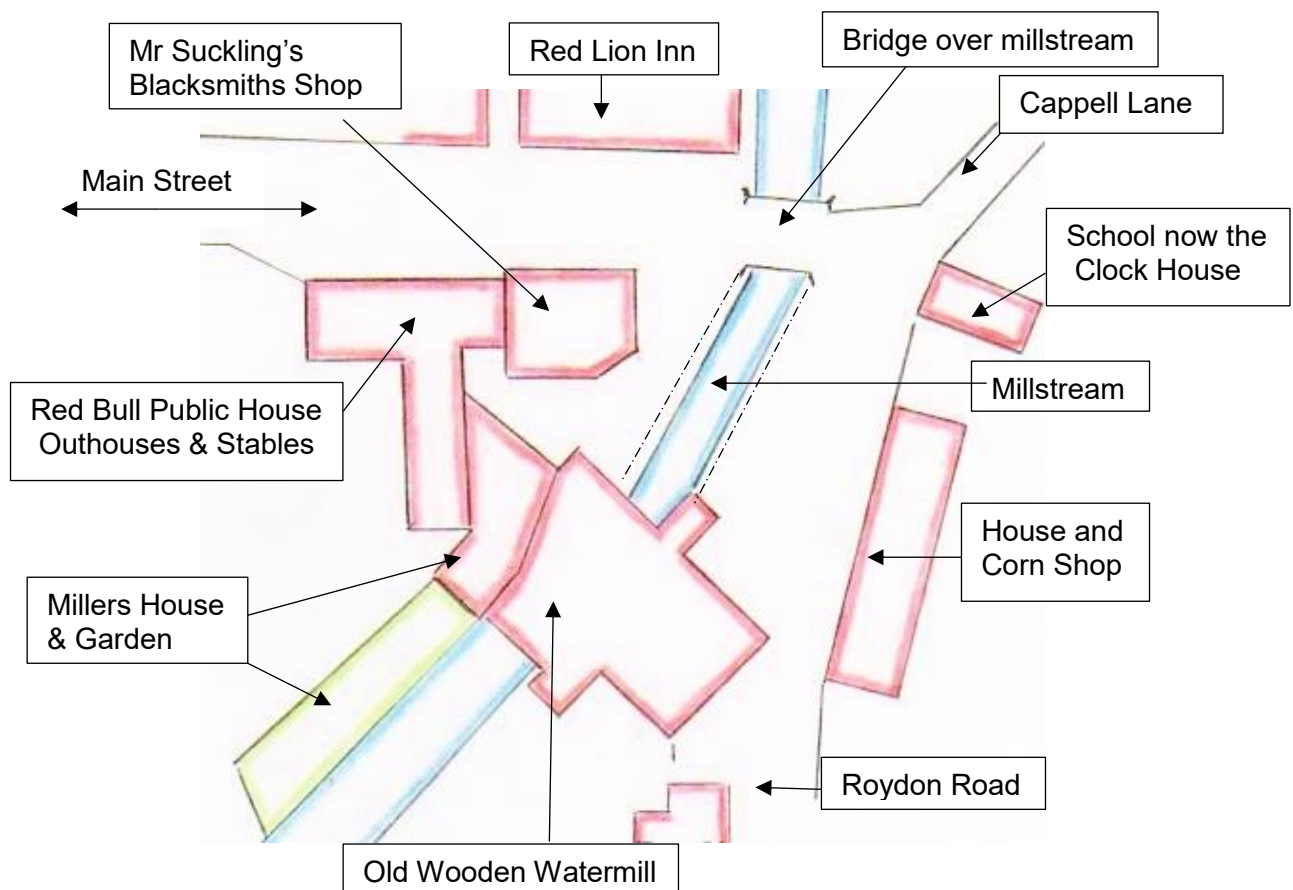 Mr Suckling’s
Blacksmiths Shop
Red Lion Inn
Bridge over millstream
Cappell Lane
Main Street
School now the
Clock House
Millstream
Red Bull Public House
Outhouses & Stables
House and
Corn Shop
Millers House
& Garden
Roydon Road
Old Wooden Watermill